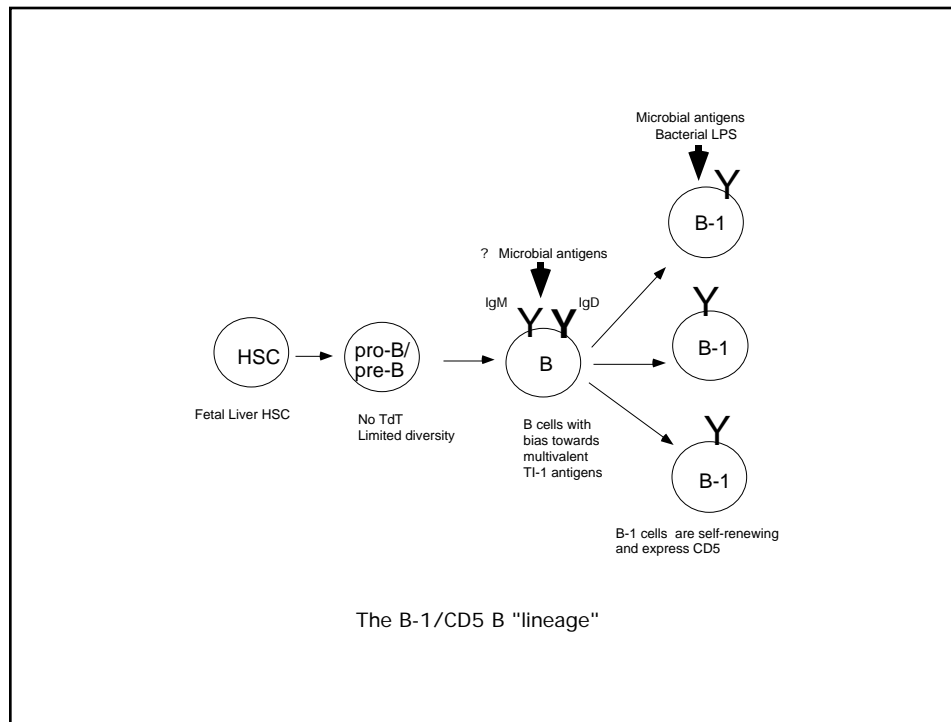 Microbial antigens
Bacterial LPS
B-1
? Microbial antigens
IgM
IgD
HSC
pro-B/
pre-B
B
B-1
Fetal Liver HSC
No TdT
Limited diversity
B cells with
bias towards
multivalent
TI-1 antigens
B-1
B-1 cells are self-renewing
and express CD5
The B-1/CD5 B "lineage"